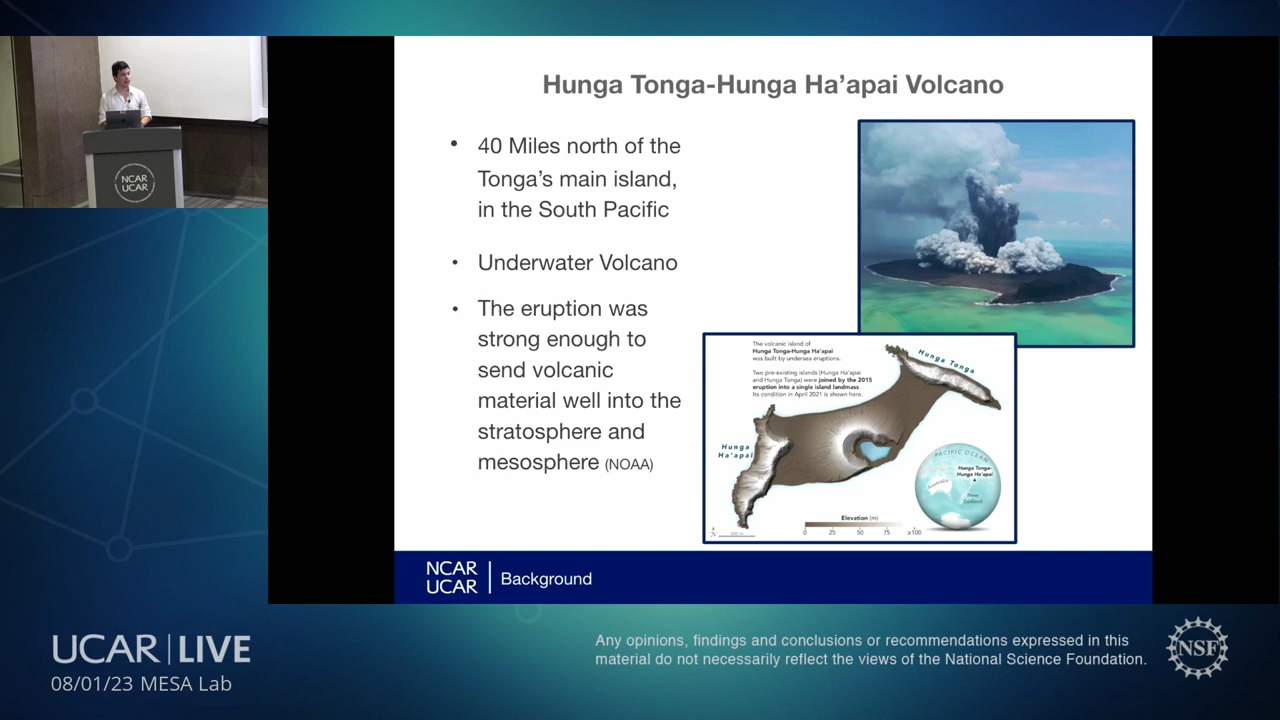 NCAR
UCAR
Hunga Tonga-Hunga Ha’apai Volcano
• 40 Miles north of the
Tonga’s main island,
in the South Pacific
• Underwater Volcano
• The eruption was
strong enough to
send volcanic
material well into the
stratosphere and
mesosphere (NOAA)
The volcanic island of
Hunga Tonga-Hunga Ha’apai
was built by undersea eruptions.
Two pre-existing islands (Hunga Ha’apai
and Hunga Tonga) were joined by the 2015
eruption into a single island landmass.
Its condition in April 2021 is shown here.
Hunga Tonga
Hunga
Ha’apai
PACIFIC OCEAN
Hunga Tonga-
Hunga Ha’apai
Australia
New
Zealand
Elevation (m)
0 25 50 75 ≥100
N
NCAR
UCAR
Background
UCAR | LIVE
08/01/23 MESA Lab
Any opinions, findings and conclusions or recommendations expressed in this
material do not necessarily reflect the views of the National Science Foundation.
NSF